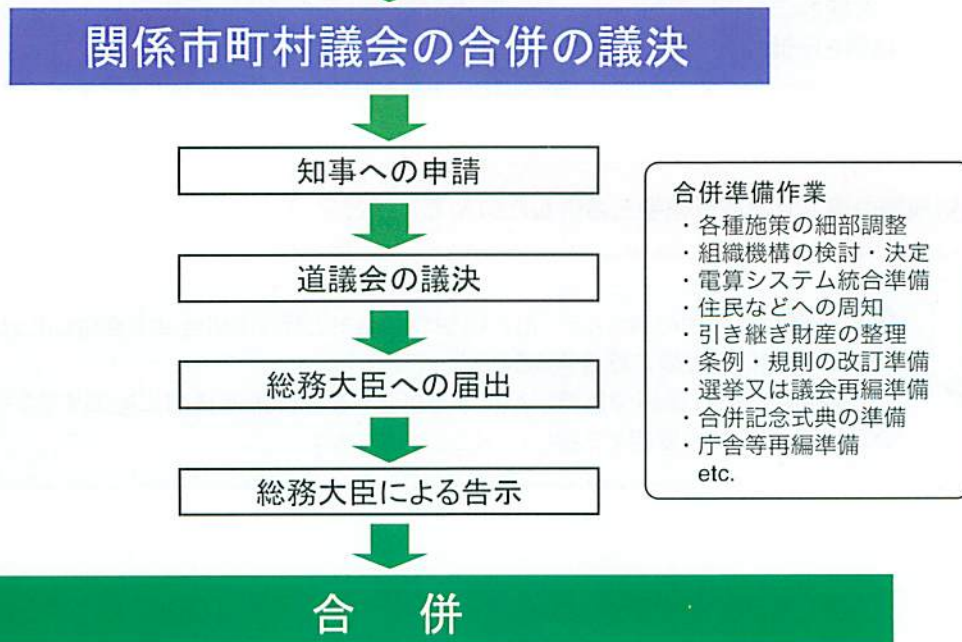 関係市町村議会の合併の議決
知事への申請
道議会の議決
総務大臣への届出
総務大臣による告示
合併
合併準備作業
・各種施策の細部調整
・組織機構の検討・決定
・電算システム統合準備
・住民などへの周知
・引き継ぎ財産の整理
・条例・規則の改訂準備
・選挙又は議会再編準備
・合併記念式典の準備
・庁舎等再編準備
etc.